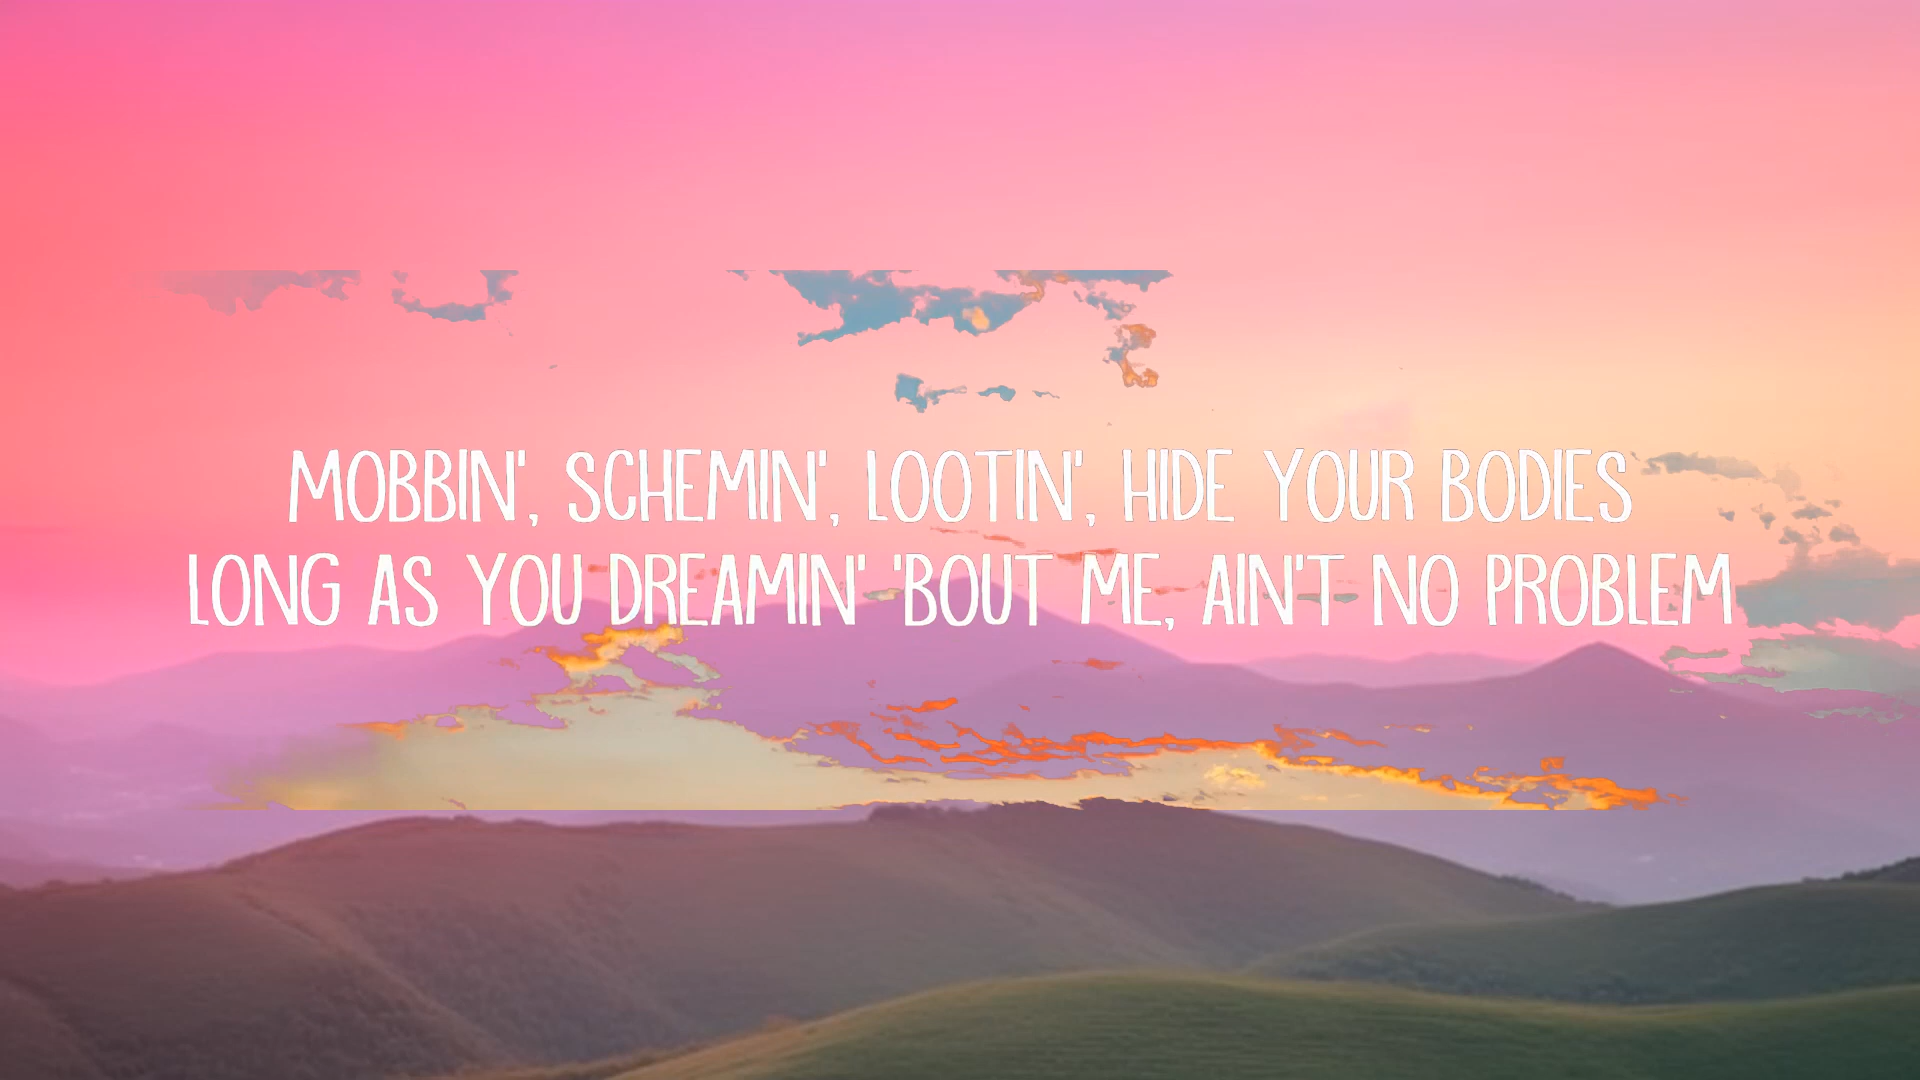 MOBBIN', SCHEMIN', LOOTIN', HIDE YOUR BODIES
LONG AS YOU DREAMIN' 'BOUT ME, AIN'T NO PROBLEM